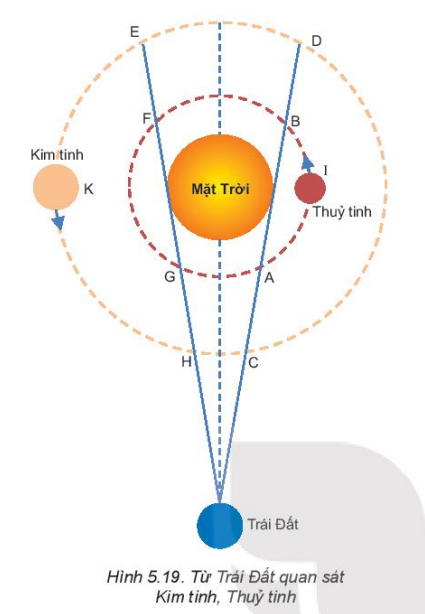 E
D
F
B
Kim tinh
K
Mặt Trời
I
Thuỷ tinh
G
A
H
C
Trái Đất
Hình 5.19. Từ Trái Đất quan sát
Kim tinh, Thuỷ tinh